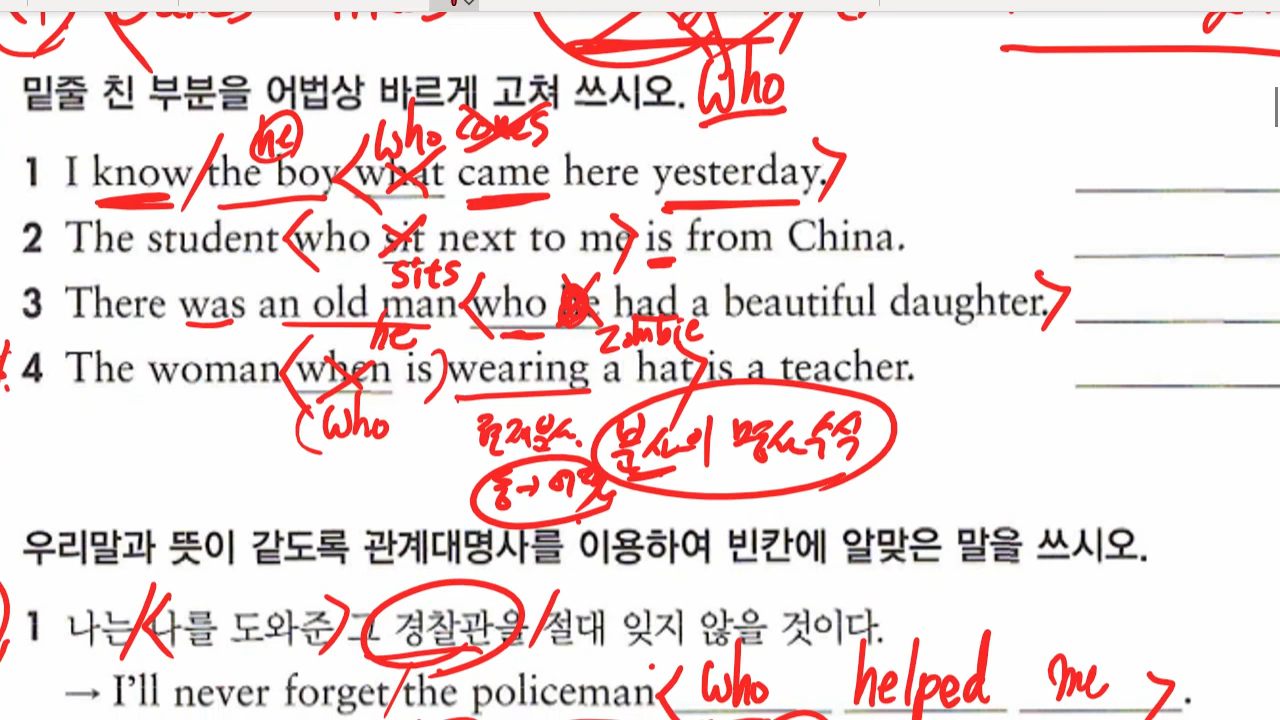 밑줄 친 부분을 어법상 바르게 고쳐 쓰시오. Who
he who comes
1 I know the boy what came here yesterday.
2 The student who sit next to me is from China.
sits
3 There was an old man who he had a beautiful daughter.
he zombie
4 The woman when is wearing a hat is a teacher.
who
현재분사. 분사의 명사수식
동→
우리말과 뜻이 같도록 관계대명사를 이용하여 빈칸에 알맞은 말을 쓰시오.
1 나는 나를 도와준 그 경찰관을 절대 잊지 않을 것이다.
→ I'll never forget the policeman who helped me .